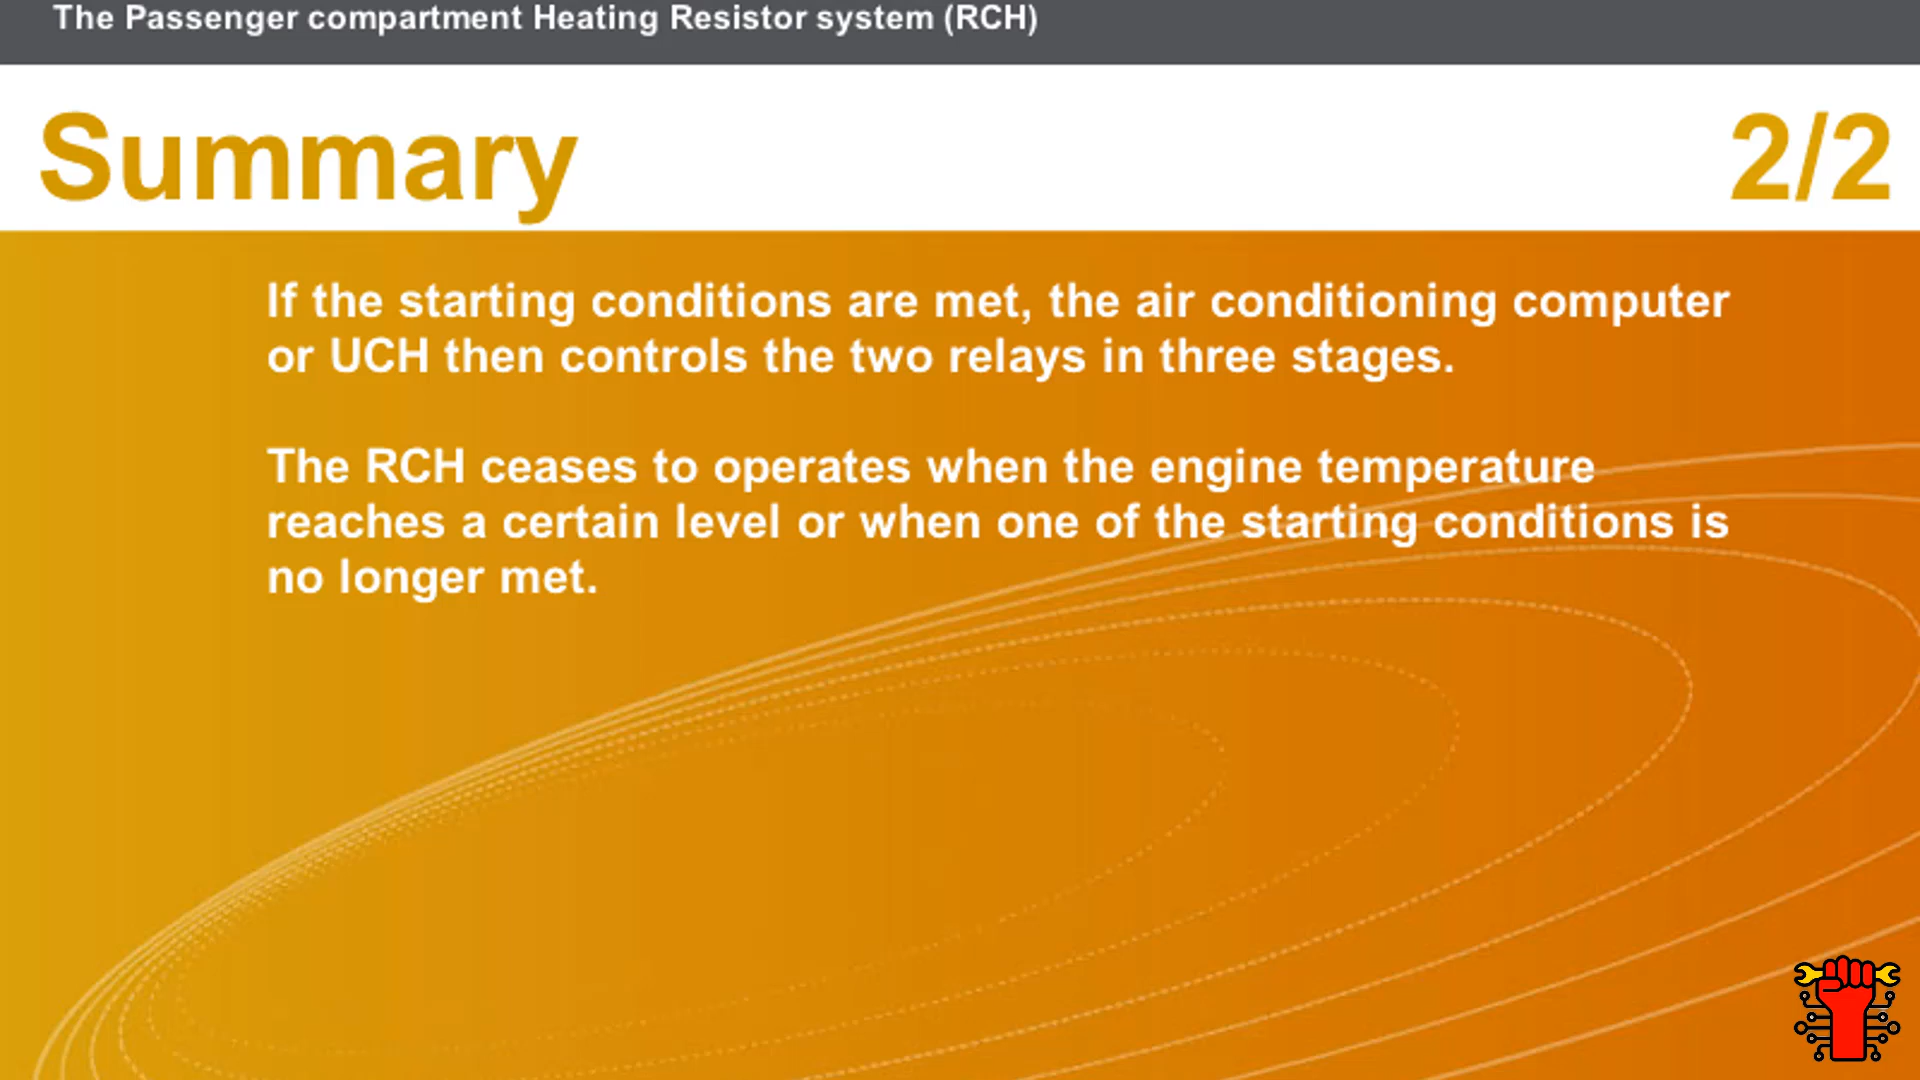 The Passenger compartment Heating Resistor system (RCH)
Summary
2/2
If the starting conditions are met, the air conditioning computer
or UCH then controls the two relays in three stages.
The RCH ceases to operates when the engine temperature
reaches a certain level or when one of the starting conditions is
no longer met.